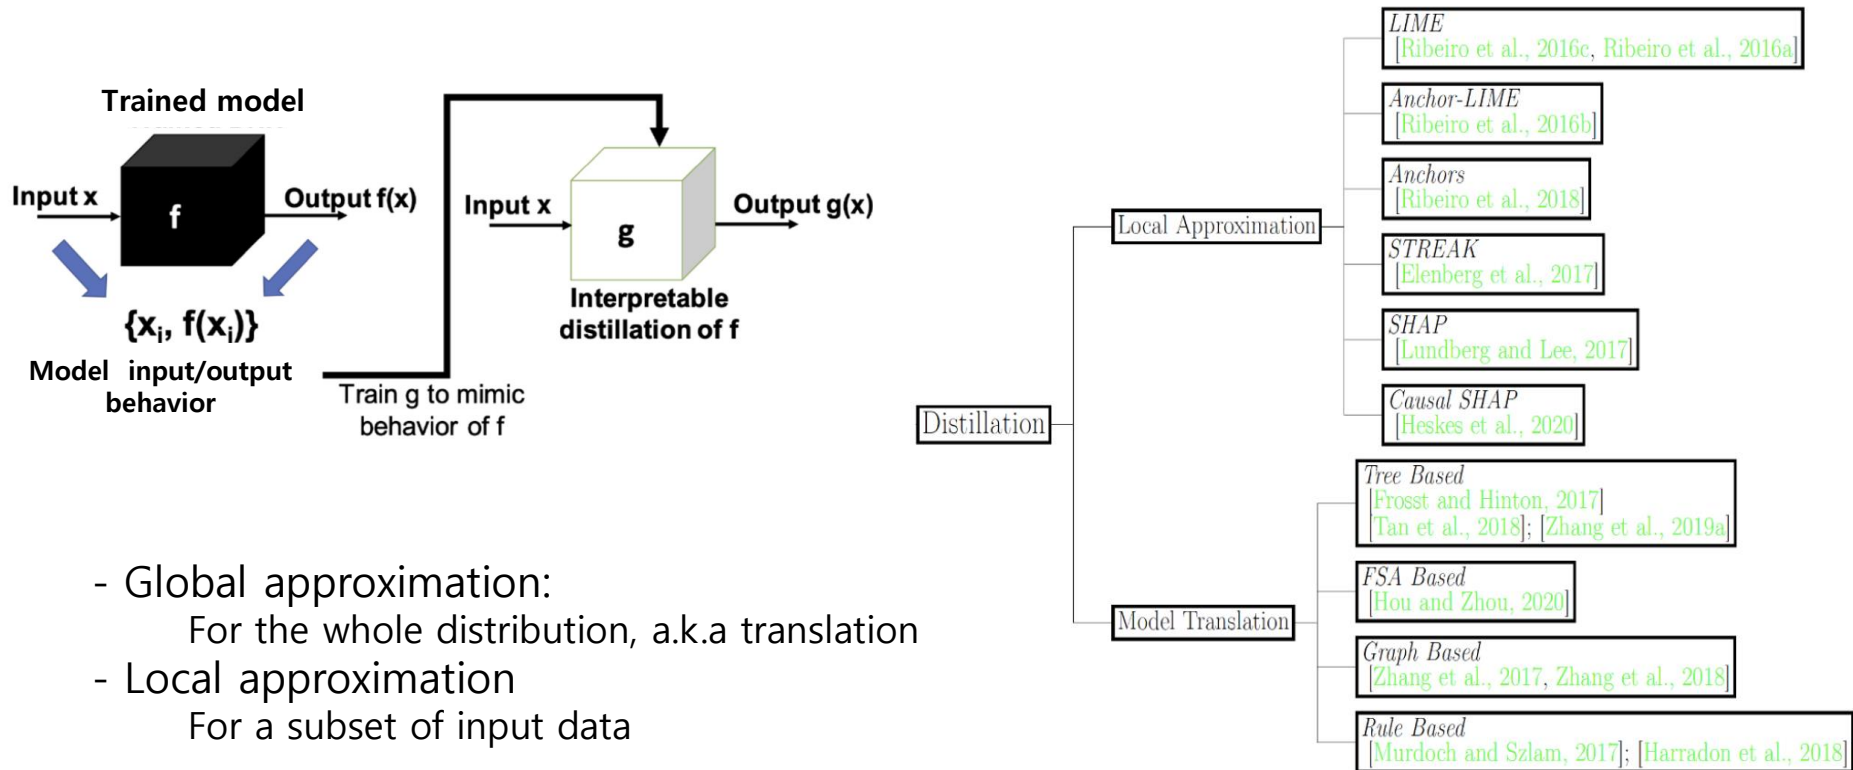 Trained model
Input x
f
Output f(x)
{xi, f(xi)}
Model input/output
behavior
Train g to mimic
behavior of f
Input x
g
Output g(x)
Interpretable
distillation of f
- Global approximation:
For the whole distribution, a.k.a translation
- Local approximation
For a subset of input data
Distillation
Local Approximation
LIME
[Ribeiro et al., 2016c, Ribeiro et al., 2016a]
Anchor-LIME
[Ribeiro et al., 2016b]
Anchors
[Ribeiro et al., 2018]
STREAK
[Elenberg et al., 2017]
SHAP
[Lundberg and Lee, 2017]
Causal SHAP
[Heskes et al., 2020]
Model Translation
Tree Based
[Frosst and Hinton, 2017]
[Tan et al., 2018]; [Zhang et al., 2019a]
FSA Based
[Hou and Zhou, 2020]
Graph Based
[Zhang et al., 2017, Zhang et al., 2018]
Rule Based
[Murdoch and Szlam, 2017]; [Harradon et al., 2018]